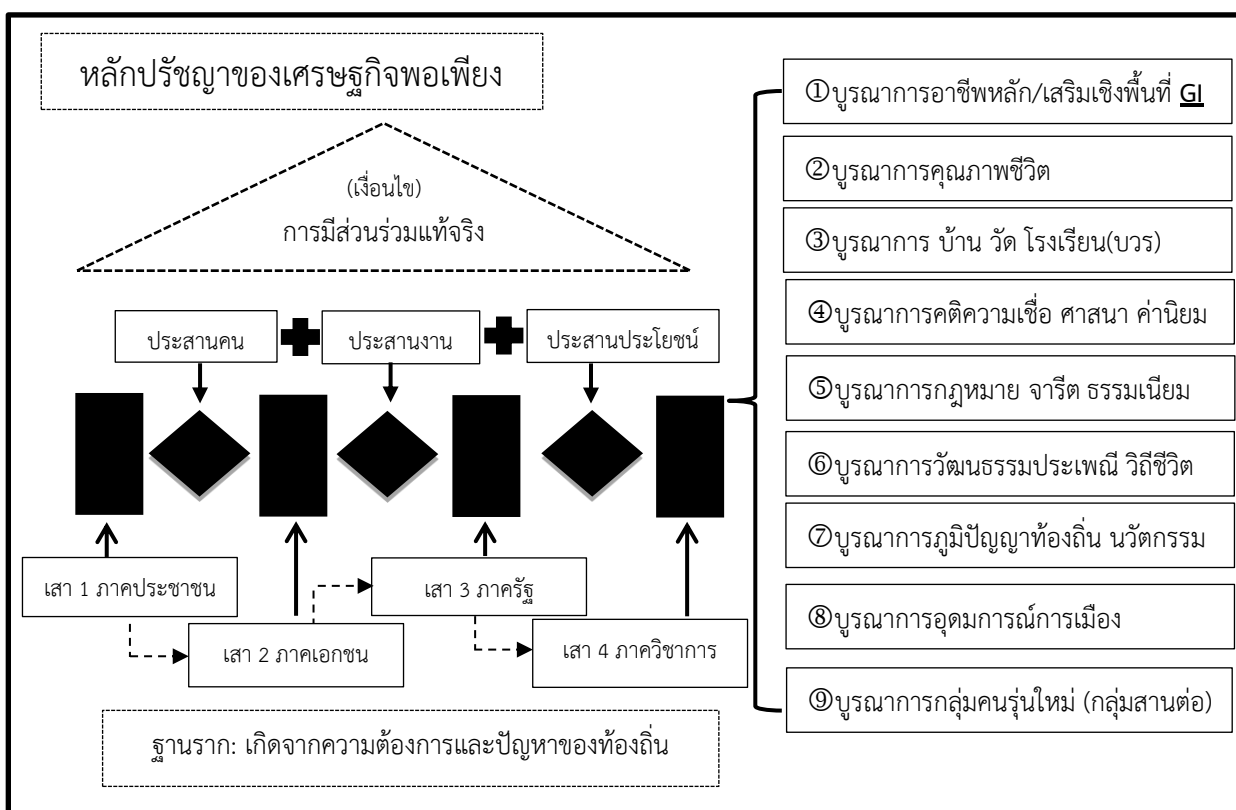 หลักปรัชญาของเศรษฐกิจพอเพียง
(เงื่อนไข)
การมีส่วนร่วมแท้จริง
ประสานคน
ประสานงาน
ประสานประโยชน์
เสา 1 ภาคประชาชน
เสา 2 ภาคเอกชน
เสา 3 ภาครัฐ
เสา 4 ภาควิชาการ
ฐานราก: เกิดจากความต้องการและปัญหาของท้องถิ่น
①บูรณาการอาชีพหลัก/เสริมเชิงพื้นที่ GI
②บูรณาการคุณภาพชีวิต
③บูรณาการ บ้าน วัด โรงเรียน(บวร)
④บูรณาการคติความเชื่อ ศาสนา ค่านิยม
⑤บูรณาการกฎหมาย จารีต ธรรมเนียม
⑥บูรณาการวัฒนธรรมประเพณี วิถีชีวิต
⑦บูรณาการภูมิปัญญาท้องถิ่น นวัตกรรม
⑧บูรณาการอุดมการณ์การเมือง
⑨บูรณาการกลุ่มคนรุ่นใหม่ (กลุ่มสานต่อ)